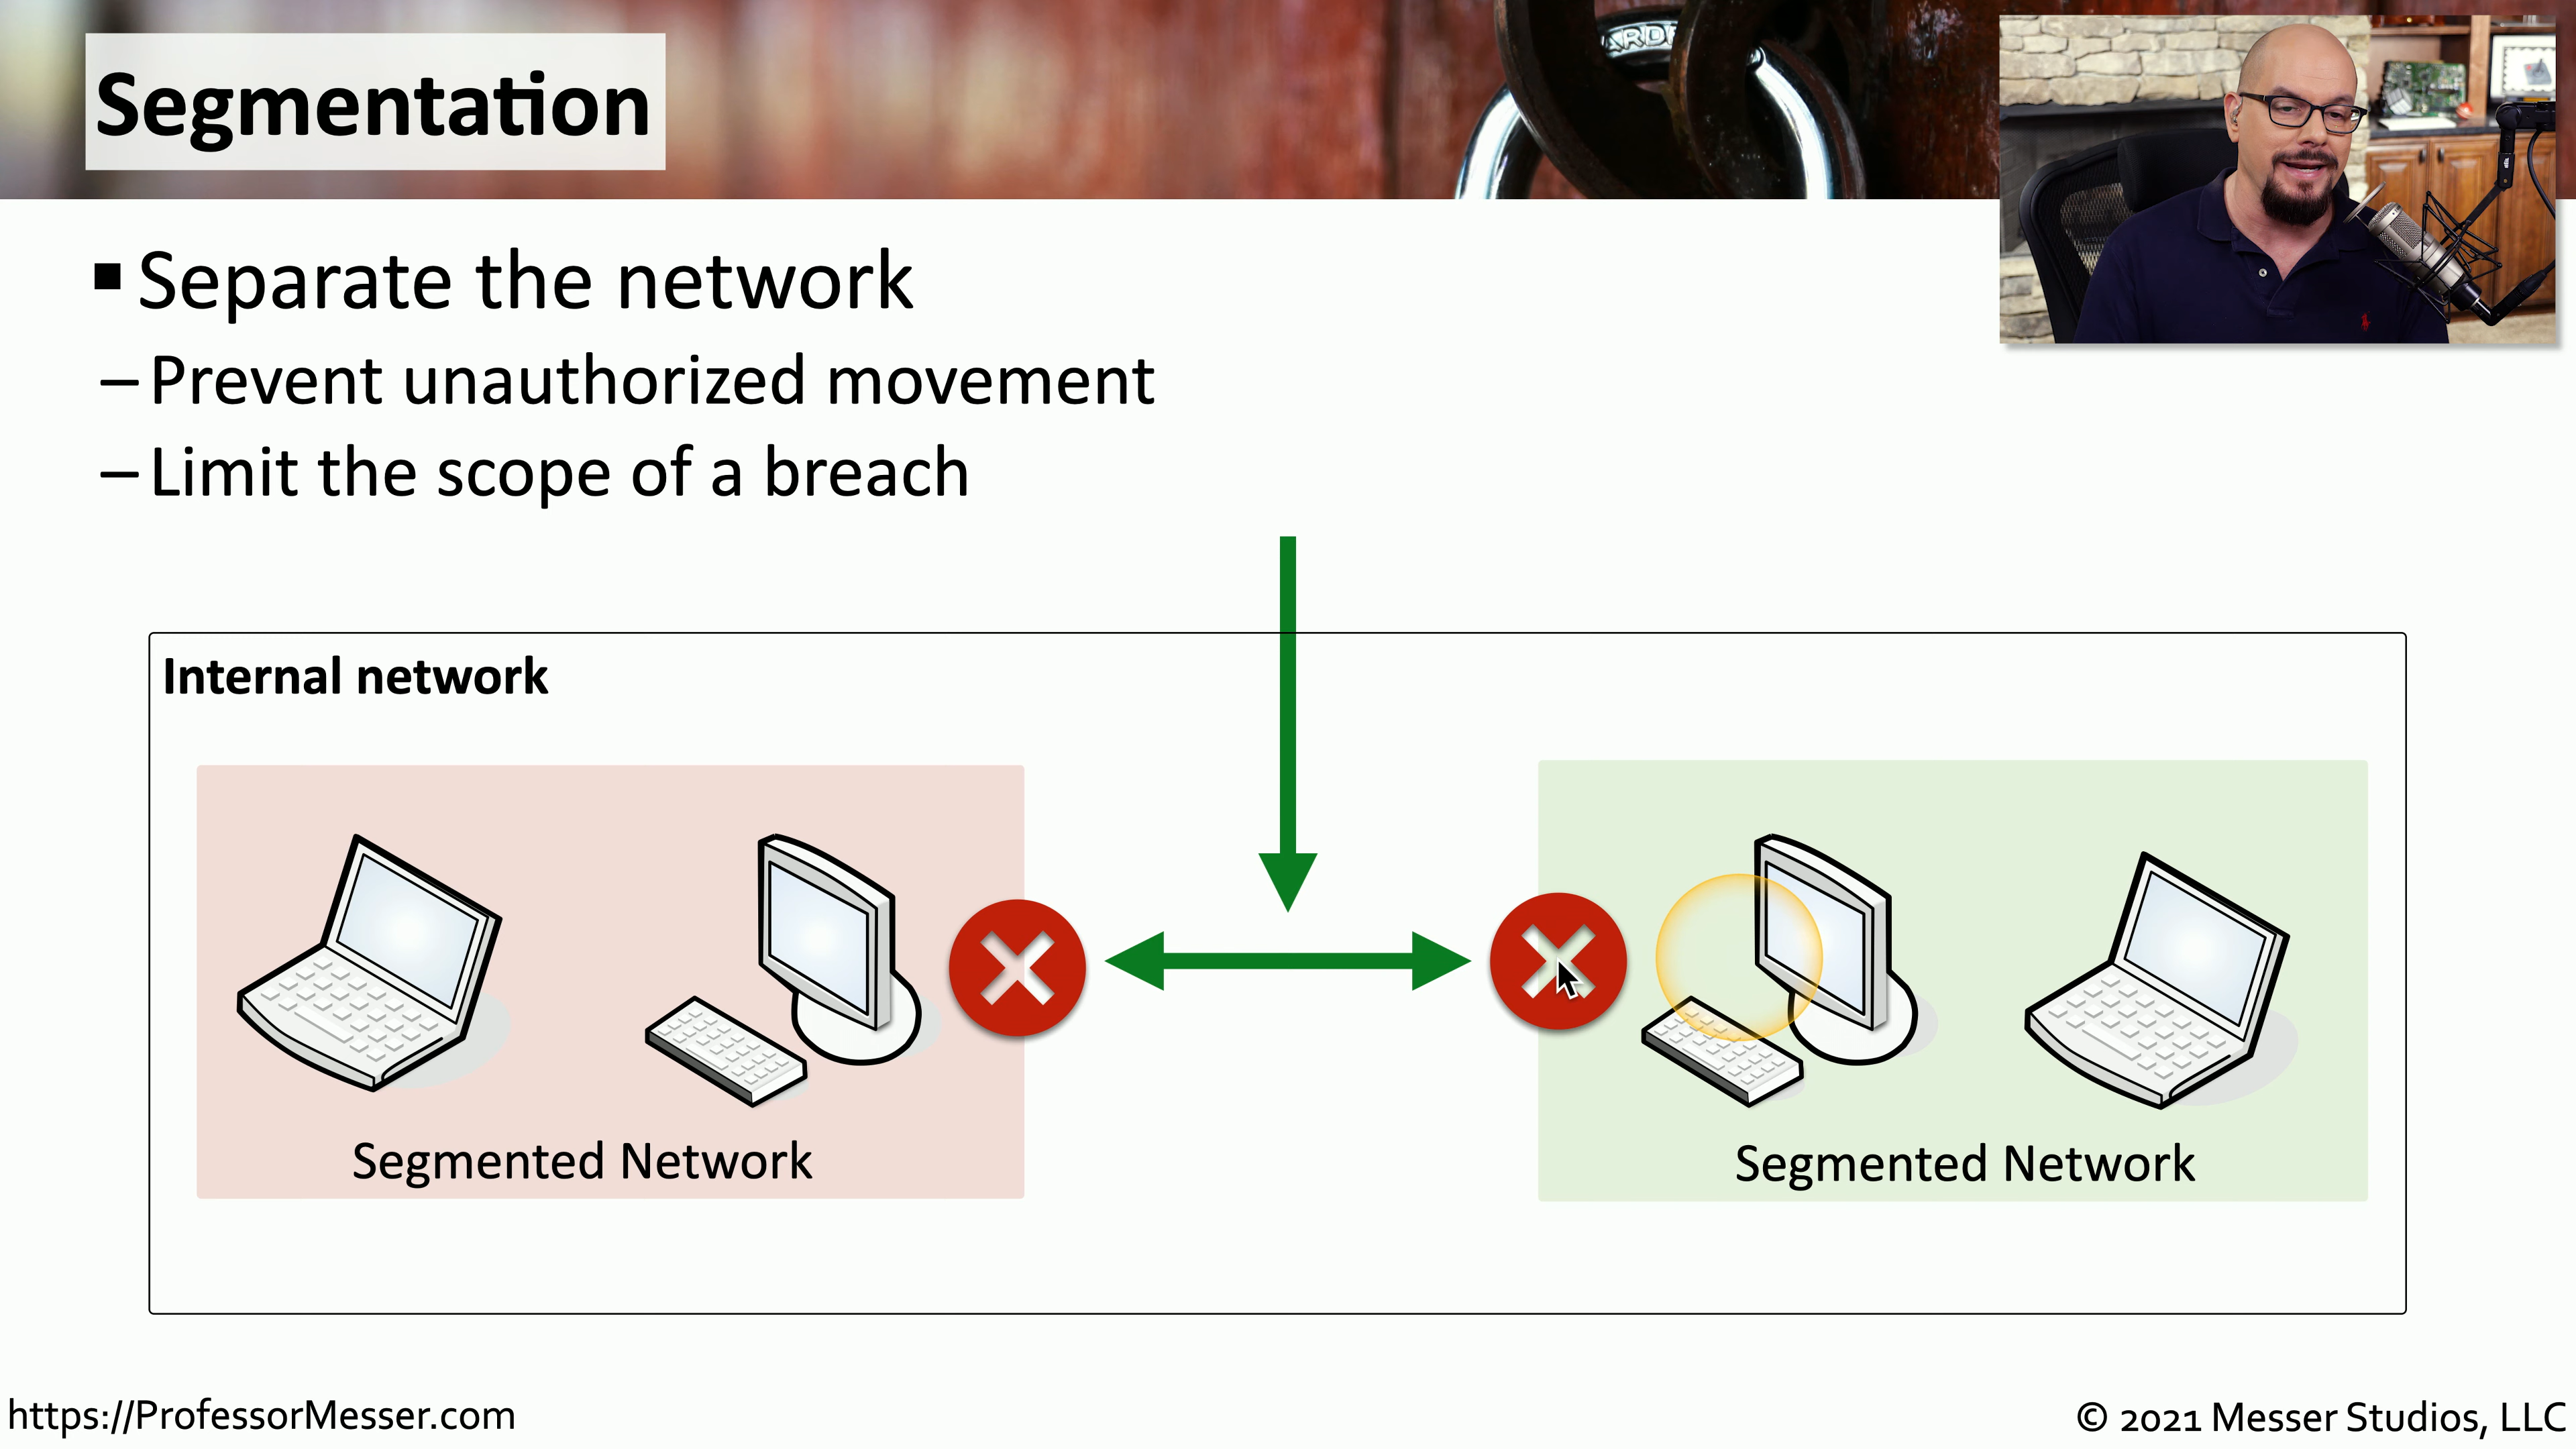 Segmentation
▪ Separate the network
– Prevent unauthorized movement
– Limit the scope of a breach
Internal network
Segmented Network
Segmented Network
https://ProfessorMesser.com
© 2021 Messer Studios, LLC